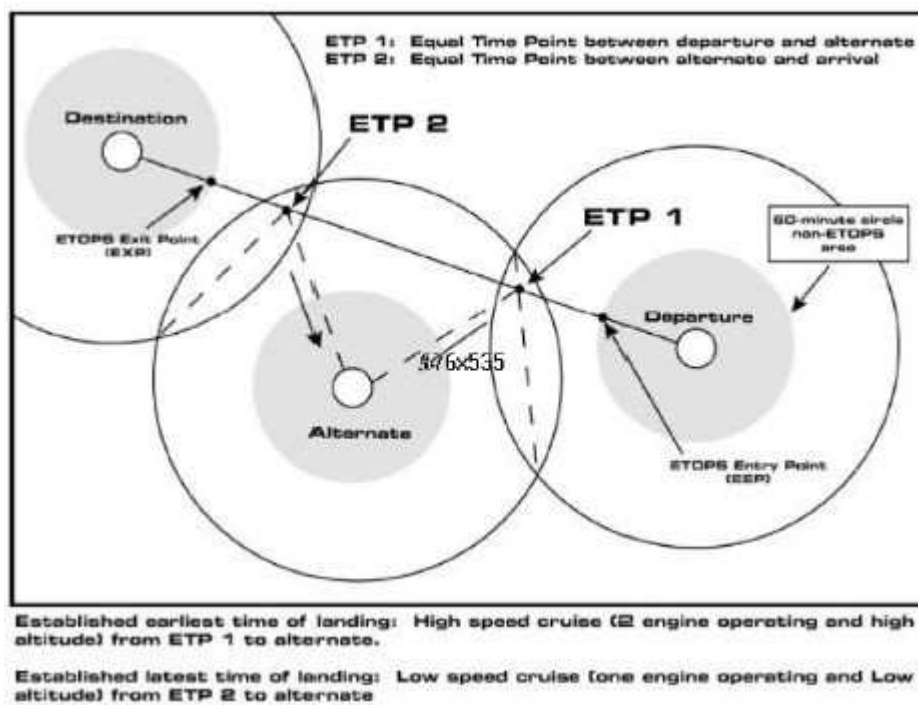 ETP 1: Equal Time Point between departure and alternate
ETP 2: Equal Time Point between alternate and arrival
Destination
ETP 2
ETOPS Exit Point
(EXP)
ETP 1
60-minute circle
non-ETOPS
area
Departure
Alternate
ETOPS Entry Point
(EEP)
Established earliest time of landing: High speed cruise (2 engine operating and high
altitude) from ETP 1 to alternate.
Established latest time of landing: Low speed cruise (one engine operating and Low
altitude) from ETP 2 to alternate